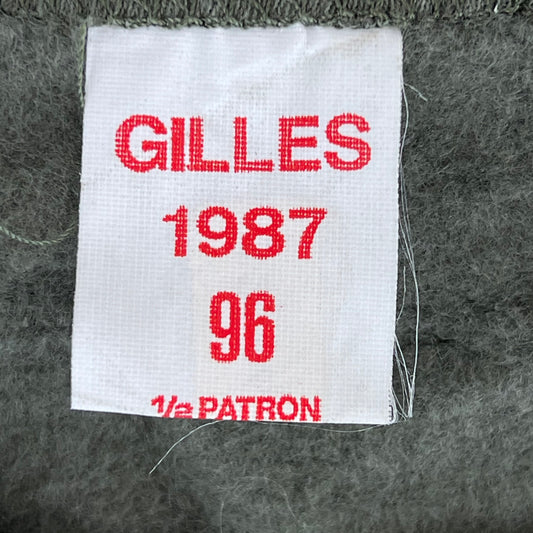 GILLES
1987
96
1/2 PATRON